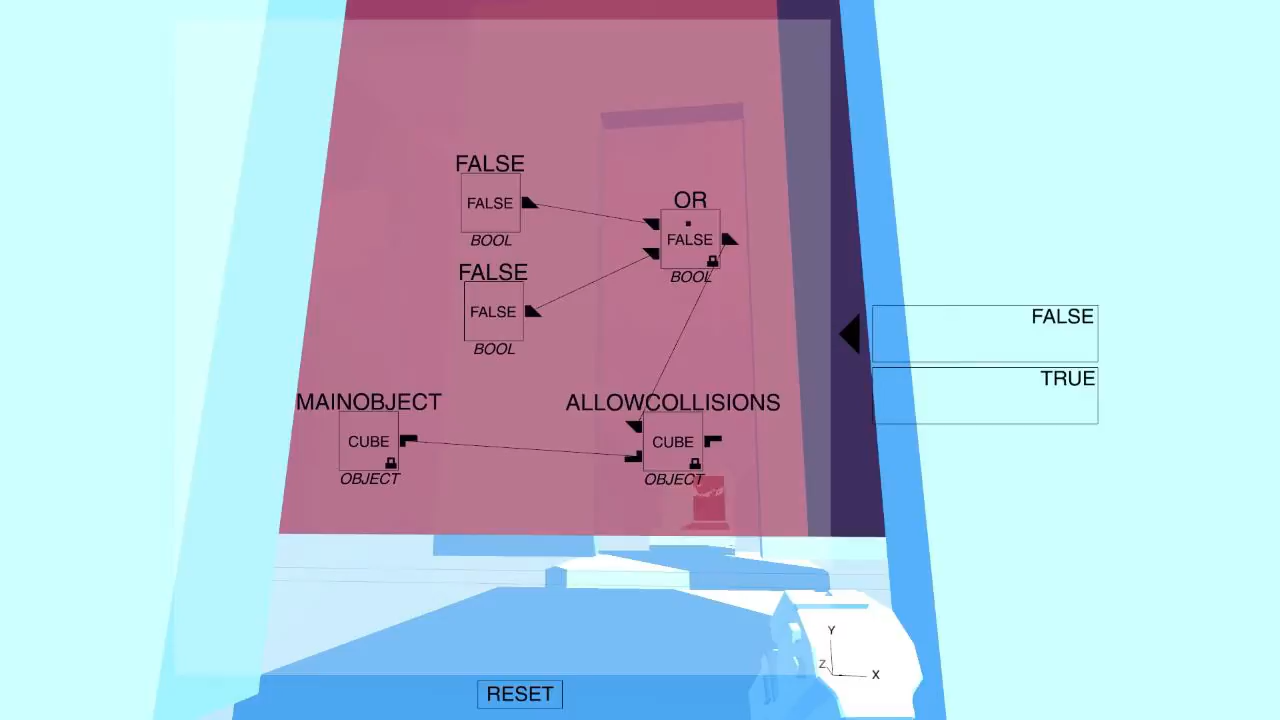 FALSE
FALSE
BOOL
OR
FALSE
BOOL
FALSE
FALSE
BOOL
MAINOBJECT
CUBE
OBJECT
ALLOWCOLLISIONS
CUBE
OBJECT
FALSE
TRUE
Y
Z
X
RESET